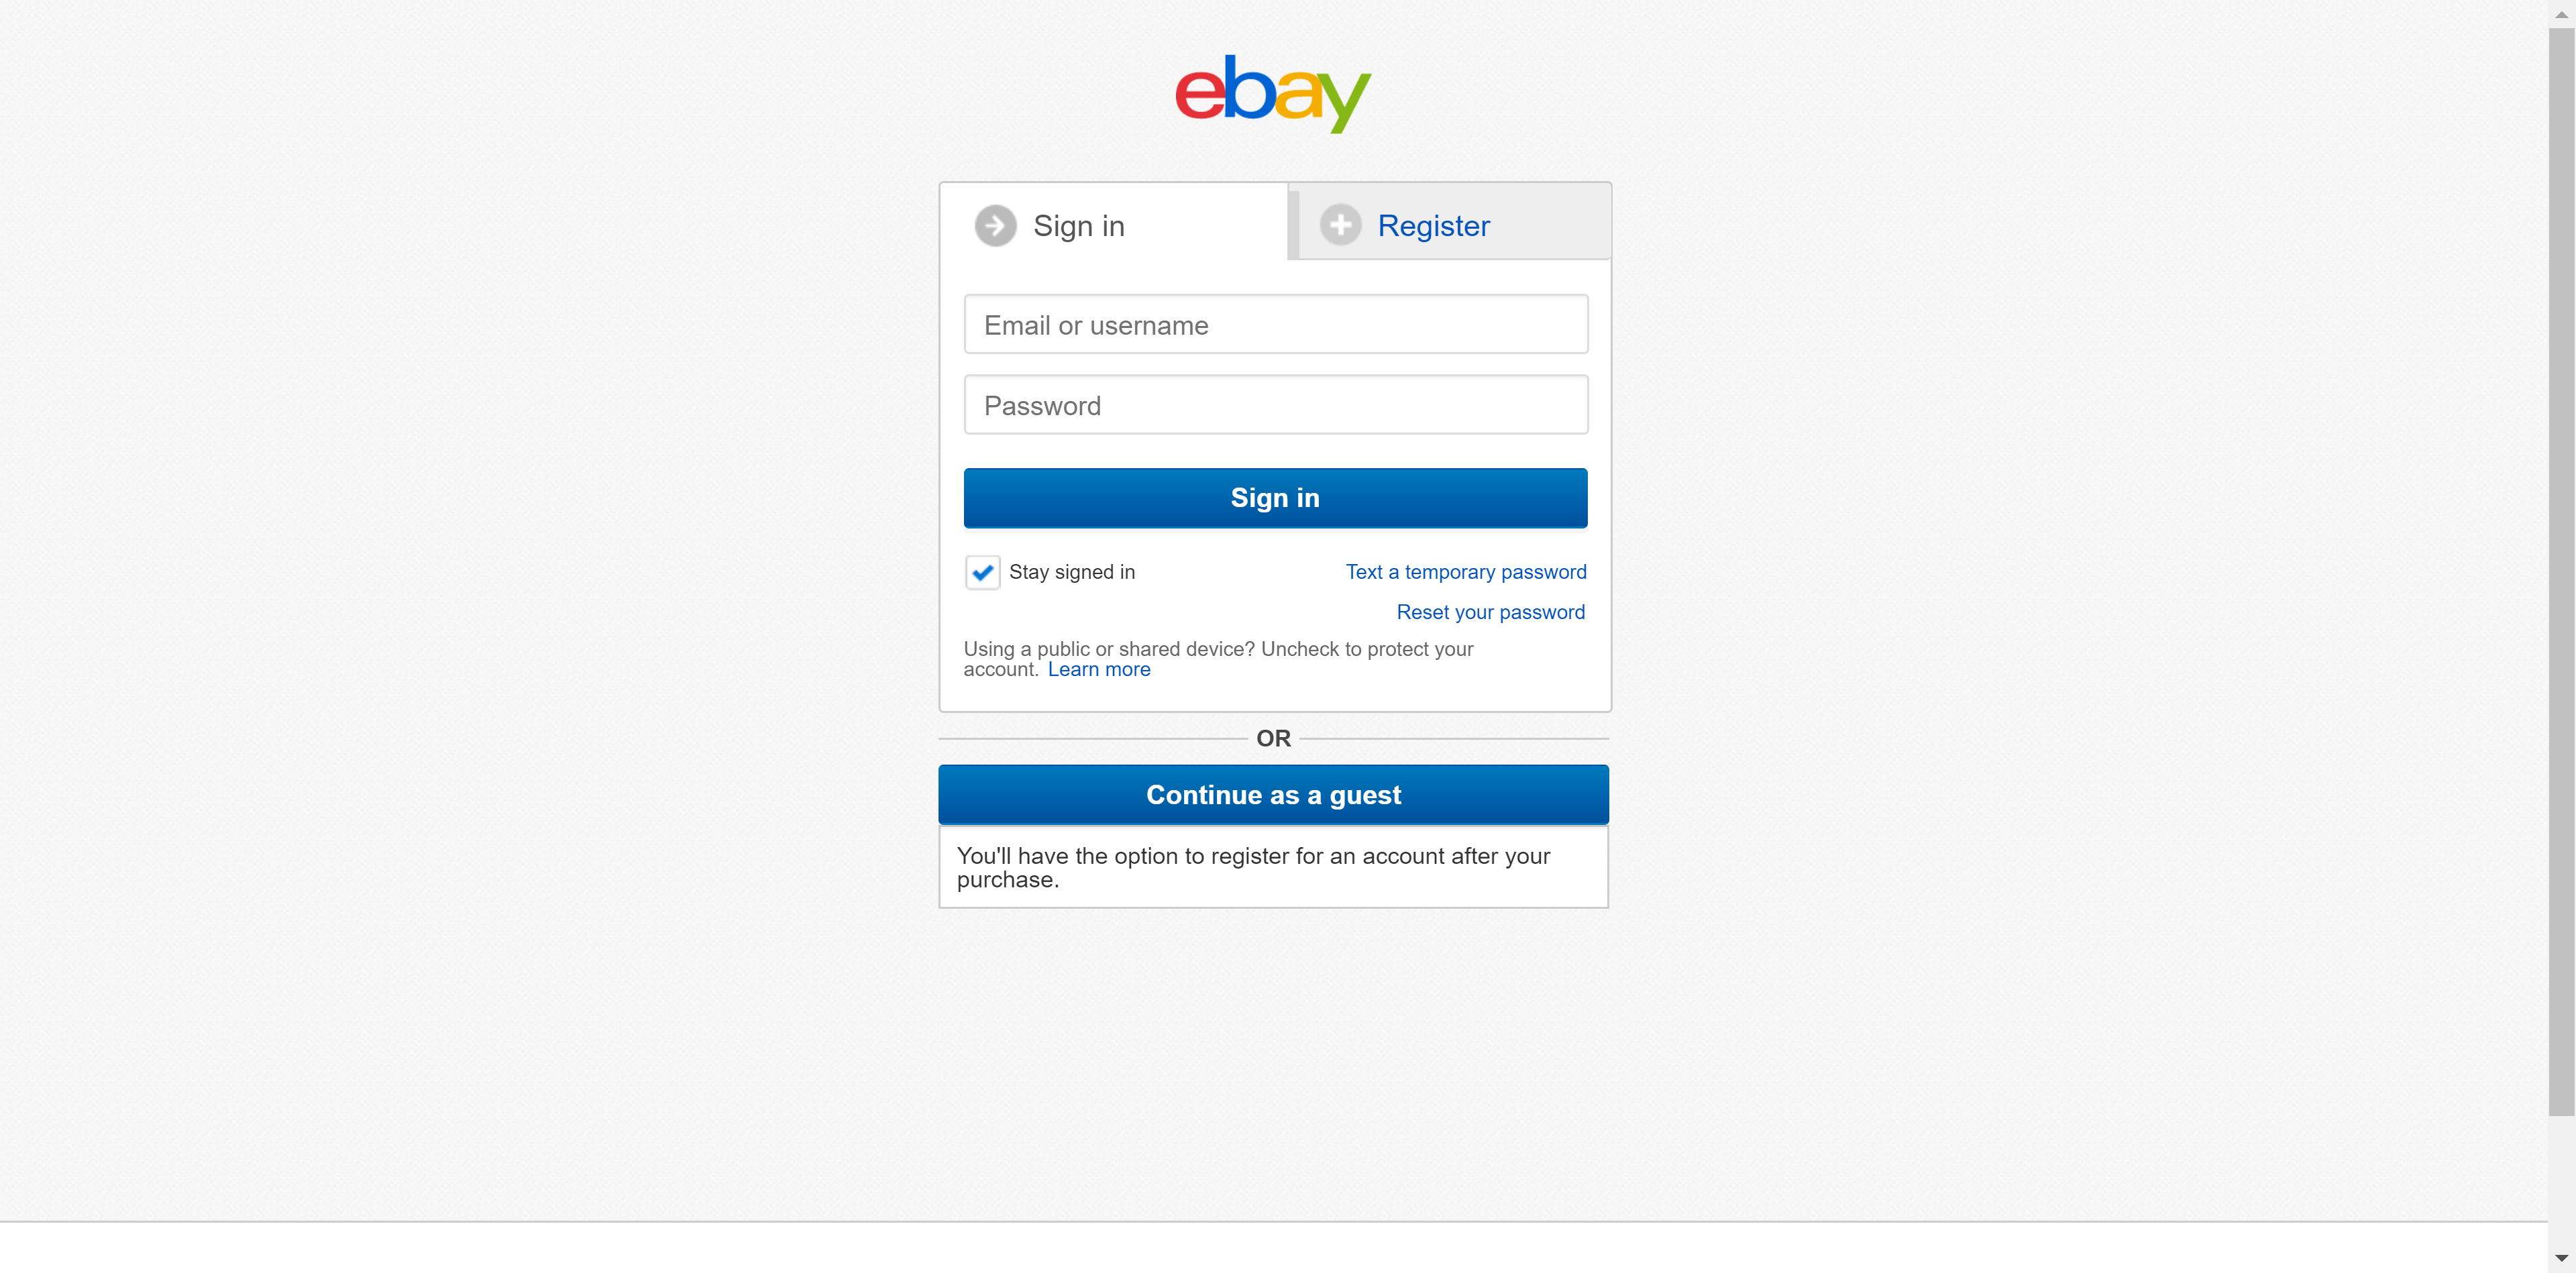 ebay
Sign in
Register
Email or username
Password
Sign in
Stay signed in
Text a temporary password
Reset your password
Using a public or shared device? Uncheck to protect your
account. Learn more
OR
Continue as a guest
You'll have the option to register for an account after your
purchase.